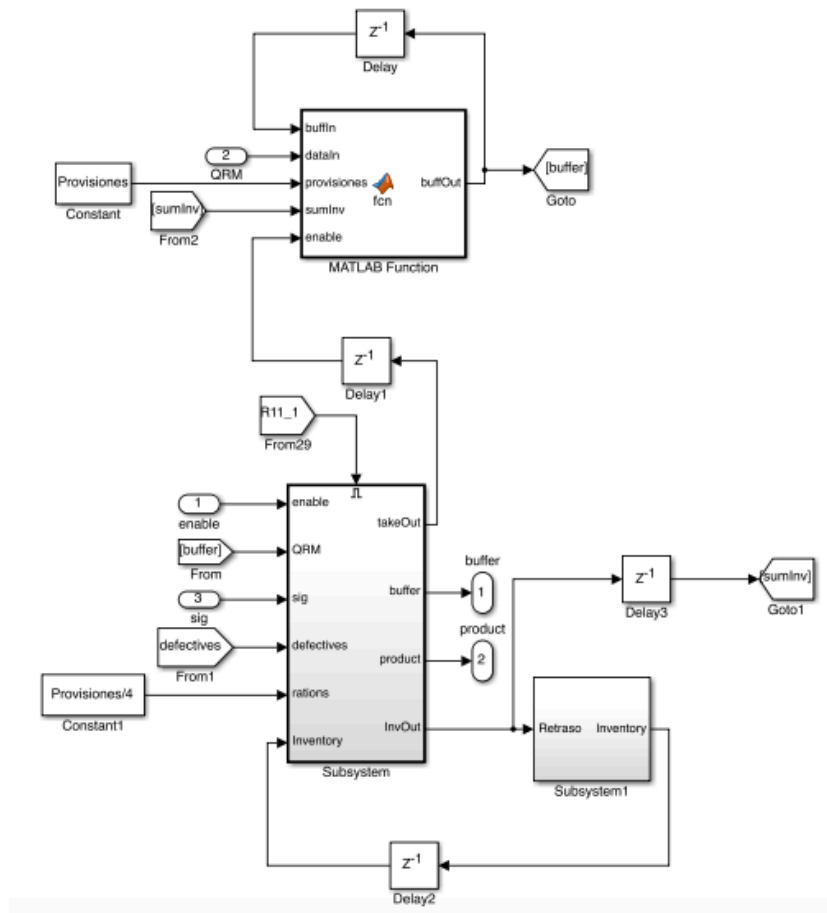 z-1
Delay
buffIn
dataIn
provisiones
sumInv
enable
fcn
buffOut
MATLAB Function
2
QRM
Provisiones
Constant
[sumInv]
From2
[buffer]
Goto
z-1
Delay1
R11_1
From29
1
enable
[buffer]
From
3
sig
defectives
From1
Provisiones/4
Constant1
enable
QRM
sig
defectives
rations
Inventory
takeOut
buffer
product
InvOut
Subsystem
buffer
1
product
2
z-1
Delay3
[sumInv]
Goto1
Retraso Inventory
Subsystem1
z-1
Delay2